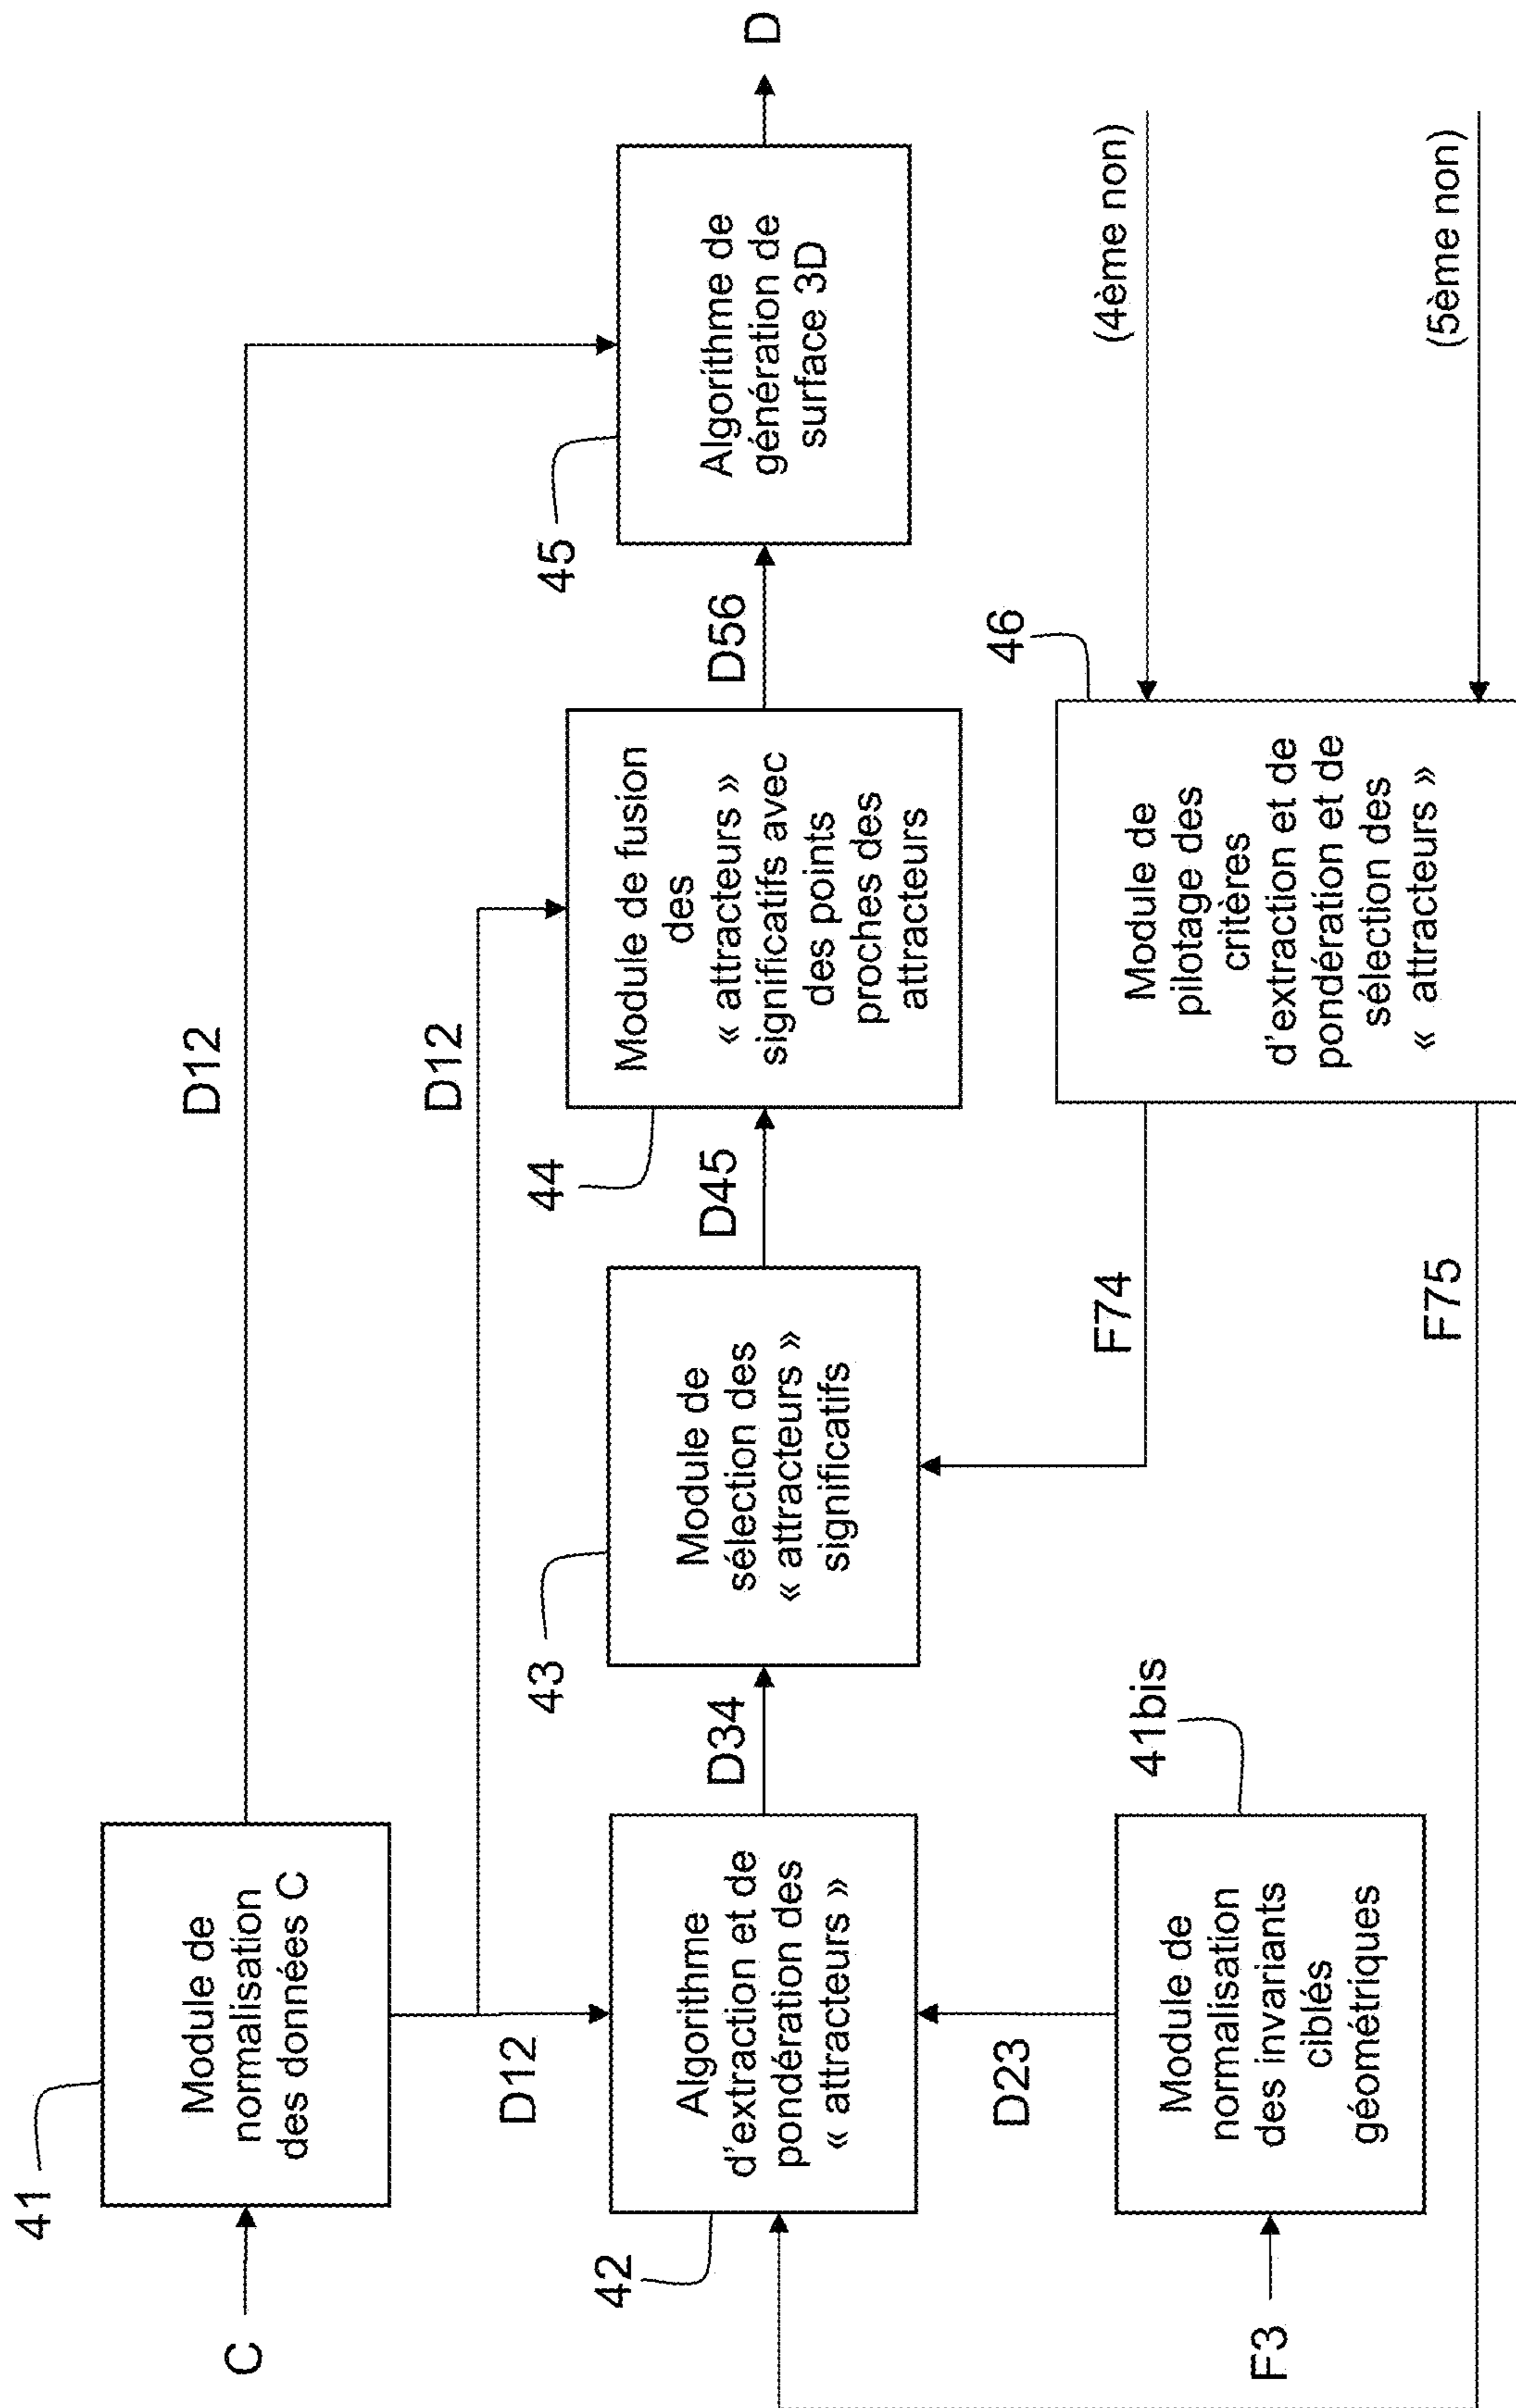 C
41
Module de
normalisation
des données C
D12
D12
D12
42
Algorithme
d'extraction et de
pondération des
« attracteurs »
D34
43
Module de
sélection des
« attracteurs »
significatifs
D45
44
Module de fusion
des
« attracteurs »
significatifs avec
des points
proches des
attracteurs
D56
45
Algorithme de
génération de
surface 3D
D
F3
41bis
Module de
normalisation
des invariants
ciblés
géométriques
D23
F74
F75
46
Module de
pilotage des
critères
d'extraction et de
pondération et de
sélection des
« attracteurs »
(4ème non)
(5ème non)